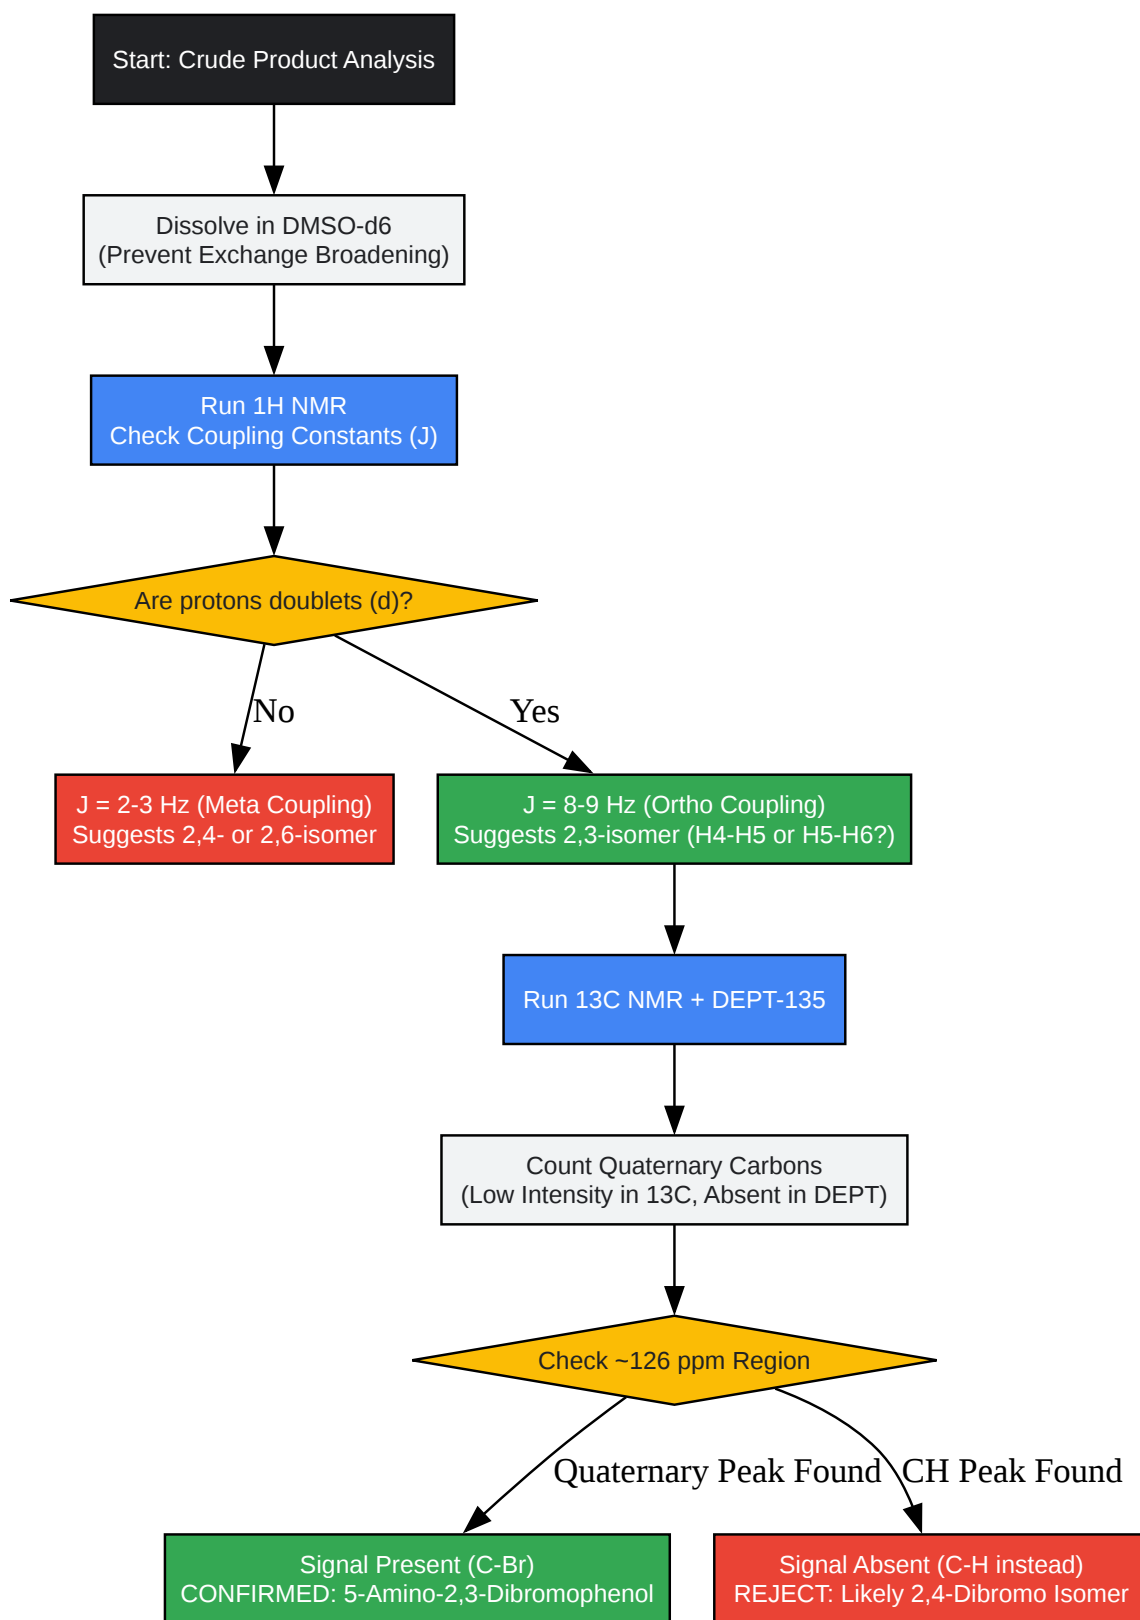 Start: Crude Product Analysis
Dissolve in DMSO-d6
(Prevent Exchange Broadening)
Run 1H NMR
Check Coupling Constants (J)
Are protons doublets (d)?
No
Yes
J = 2-3 Hz (Meta Coupling)
Suggests 2,4- or 2,6-isomer
J = 8-9 Hz (Ortho Coupling)
Suggests 2,3-isomer (H4-H5 or H5-H6?)
Run 13C NMR + DEPT-135
Count Quaternary Carbons
(Low Intensity in 13C, Absent in DEPT)
Check ~126 ppm Region
Quaternary Peak Found
CH Peak Found
Signal Present (C-Br)
CONFIRMED: 5-Amino-2,3-Dibromophenol
Signal Absent (C-H instead)
REJECT: Likely 2,4-Dibromo Isomer